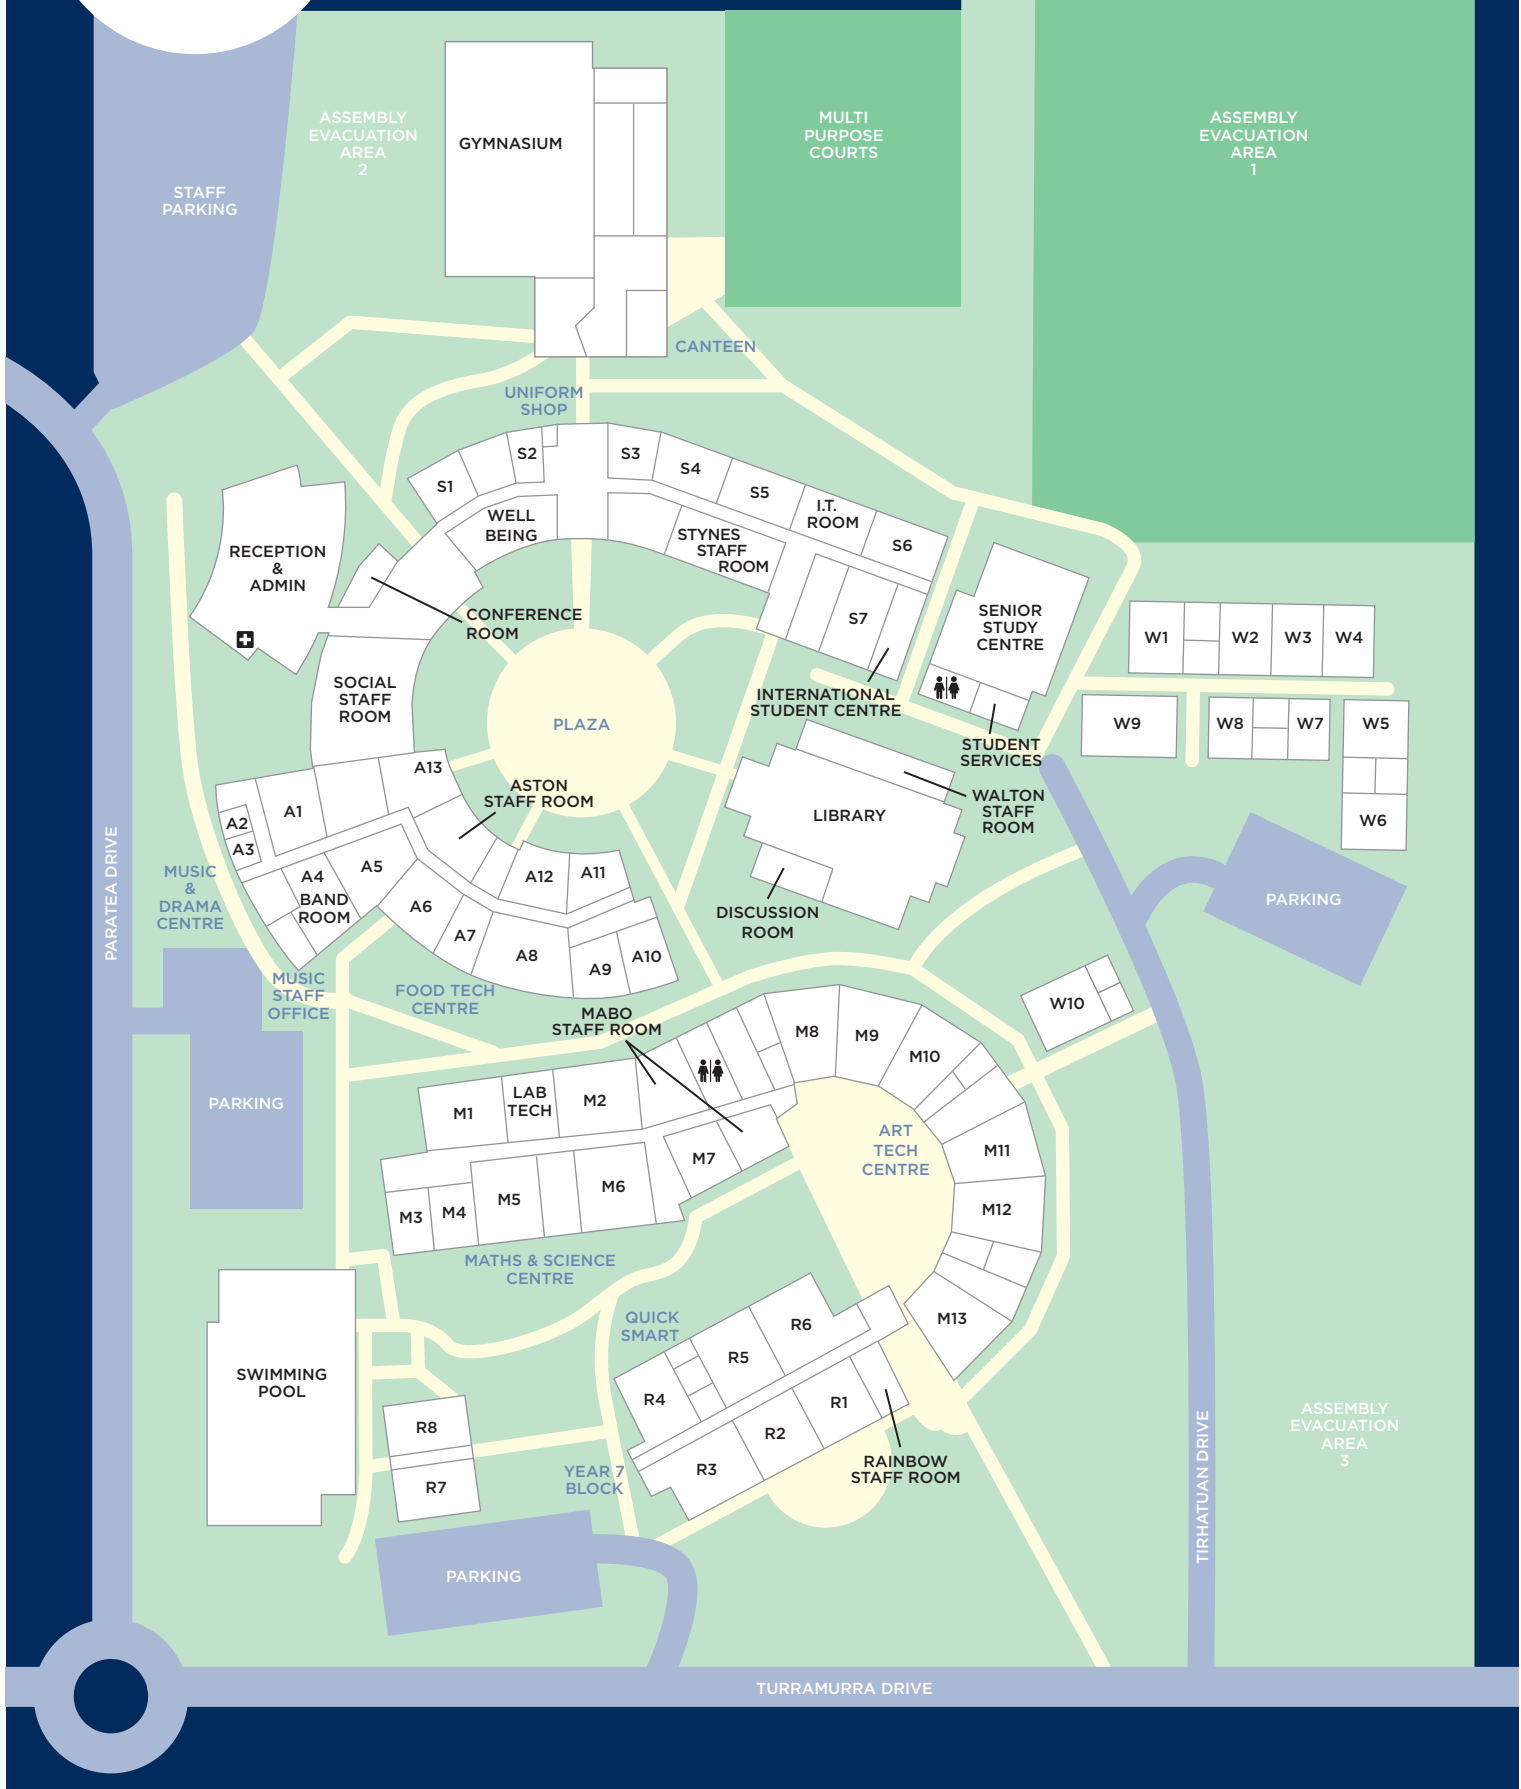 ASSEMBLY
EVACUATION
AREA
2
GYMNASIUM
MULTI
PURPOSE
COURTS
ASSEMBLY
EVACUATION
AREA
1
STAFF
PARKING
CANTEEN
UNIFORM
SHOP
S1
S2
S3
S4
S5
I.T.
ROOM
S6
WELL
BEING
STYNES
STAFF
ROOM
RECEPTION
&
ADMIN
CONFERENCE
ROOM
S7
SENIOR
STUDY
CENTRE
W1
W2
W3
W4
SOCIAL
STAFF
ROOM
PLAZA
INTERNATIONAL
STUDENT CENTRE
STUDENT
SERVICES
W9
W8
W7
W5
W6
A13
ASTON
STAFF ROOM
WALTON
STAFF
ROOM
LIBRARY
A1
A2
A3
A4
BAND
ROOM
A5
A6
A7
A8
A9
A10
A11
A12
MUSIC
&
DRAMA
CENTRE
PARATEA DRIVE
DISCUSSION
ROOM
PARKING
MUSIC
STAFF
OFFICE
FOOD TECH
CENTRE
MABO
STAFF ROOM
W10
M8
M9
M10
PARKING
M1
LAB
TECH
M2
ART
TECH
CENTRE
M11
M7
M3
M4
M5
M6
M12
MATHS & SCIENCE
CENTRE
M13
QUICK
SMART
R6
R5
R4
SWIMMING
POOL
R1
R2
R3
R8
R7
RAINBOW
STAFF ROOM
YEAR 7
BLOCK
ASSEMBLY
EVACUATION
AREA
3
TIRHATUAN DRIVE
PARKING
TURRAMURRA DRIVE